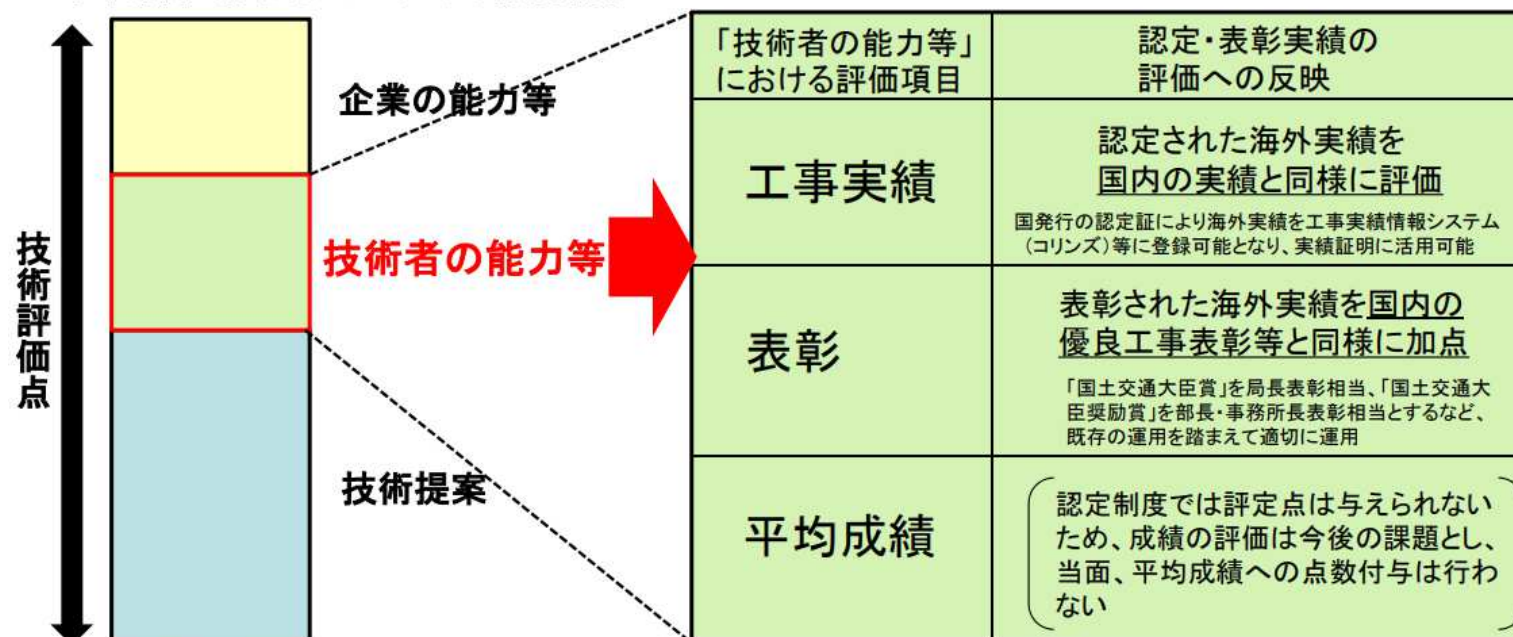 技術評価点
企業の能力等
技術者の能力等
技術提案
「技術者の能力等」
における評価項目
認定・表彰実績の
評価への反映
工事実績
認定された海外実績を
国内の実績と同様に評価
国発行の認定証により海外実績を工事実績情報システム
（コリンズ）等に登録可能となり、実績証明に活用可能
表彰
表彰された海外実績を国内の
優良工事表彰等と同様に加点
「国土交通大臣賞」を局長表彰相当、「国土交通大
臣奨励賞」を部長・事務所長表彰相当とするなど、
既存の運用を踏まえて適切に運用
平均成績
認定制度では評定点は与えられない
ため、成績の評価は今後の課題とし、
当面、平均成績への点数付与は行わ
ない